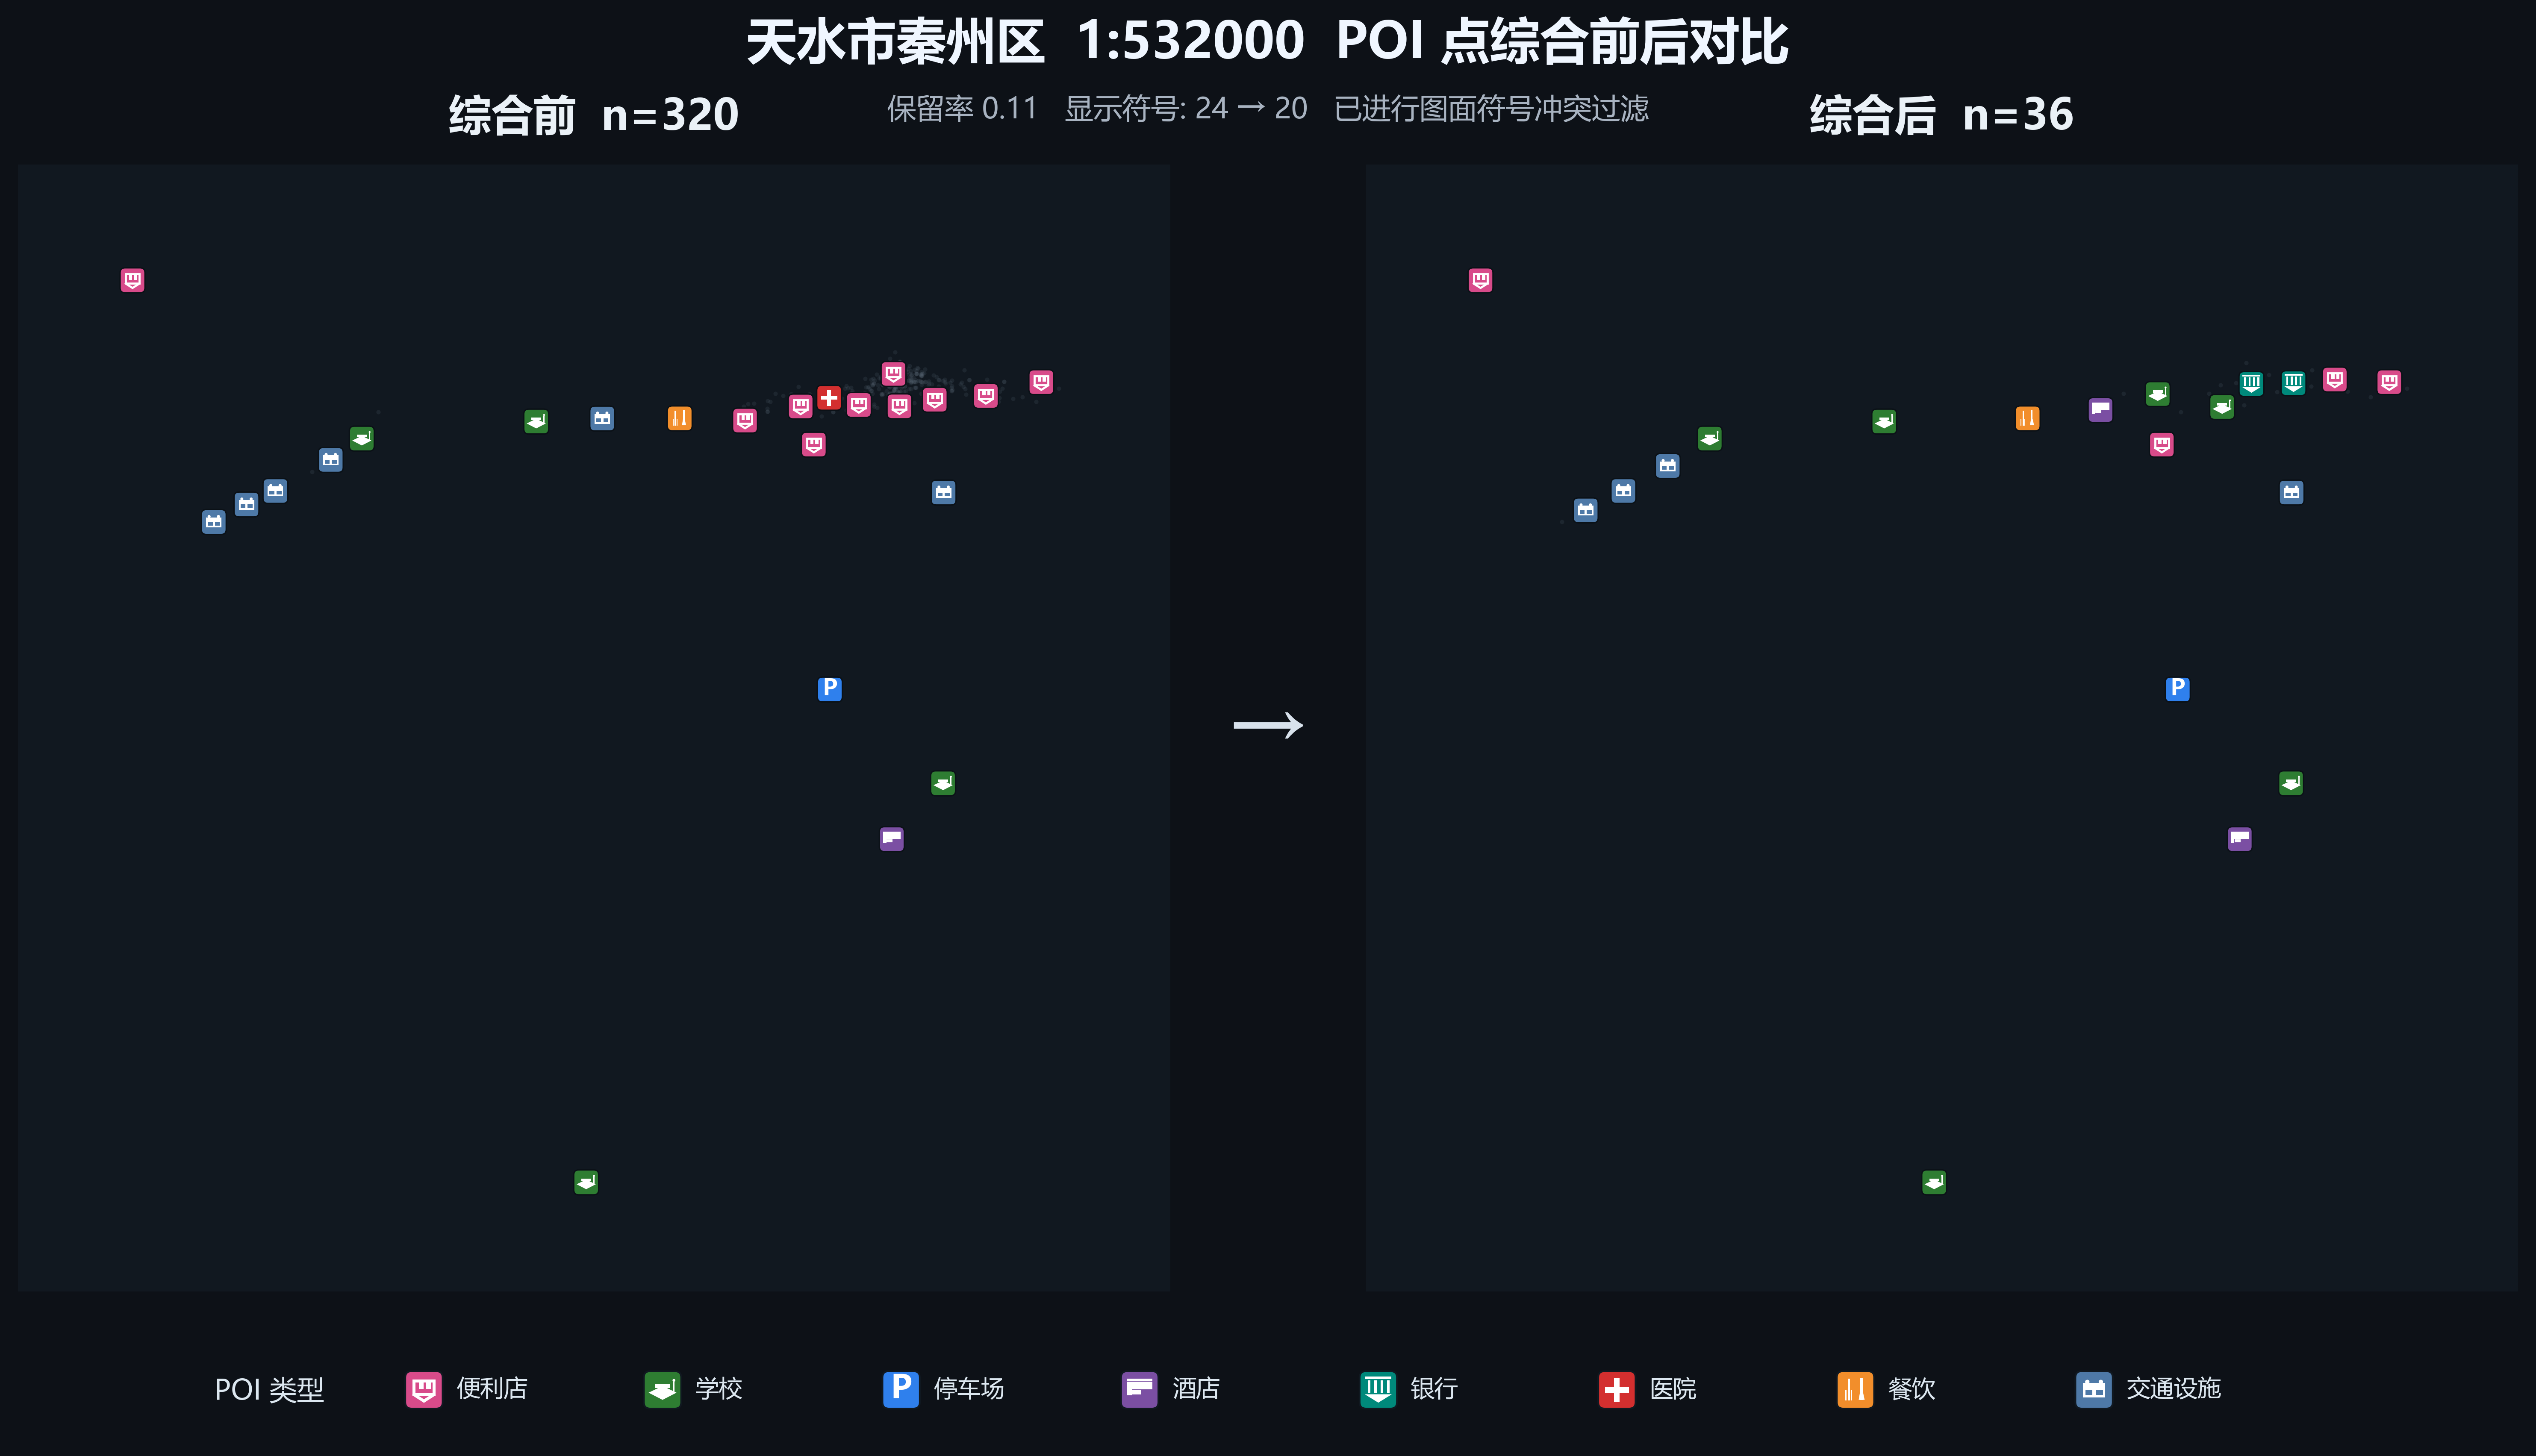 天水市秦州区 1:532000 POI 点综合前后对比
综合前 n=320
保留率 0.11 显示符号: 24 → 20 已进行图面符号冲突过滤
综合后 n=36
P
→
P
POI 类型 便利店 学校 P 停车场 酒店 银行 医院 餐饮 交通设施